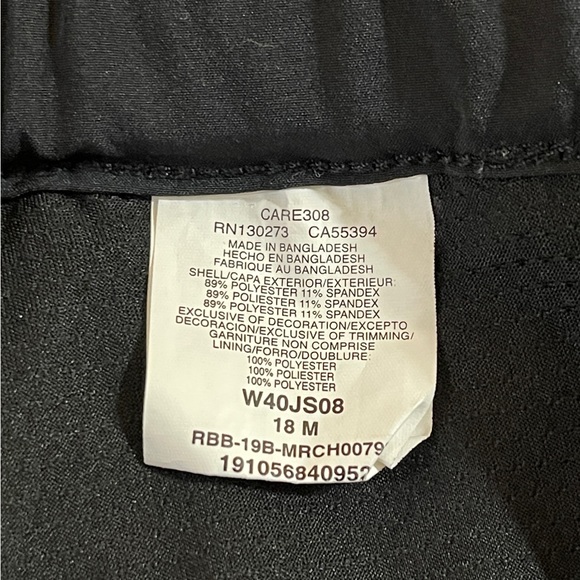 CARE308
RN130273 CA55394
MADE IN BANGLADESH
HECHO EN BANGLADESH
FABRIQUE AU BANGLADESH
SHELL/CAPA EXTERIOR/EXTERIEUR:
89% POLYESTER 11% SPANDEX
89% POLIESTER 11% SPANDEX
89% POLYESTER 11% SPANDEX
EXCLUSIVE OF DECORATION/EXCEPTO
DECORACION/EXCLUSIVE OF TRIMMING/
GARNITURE NON COMPRISE
LINING/FORRO/DOUBLURE:
100% POLYESTER
100% POLIESTER
100% POLYESTER
W40JS08
18 M
RBB-19B-MRCH0079
191056840952